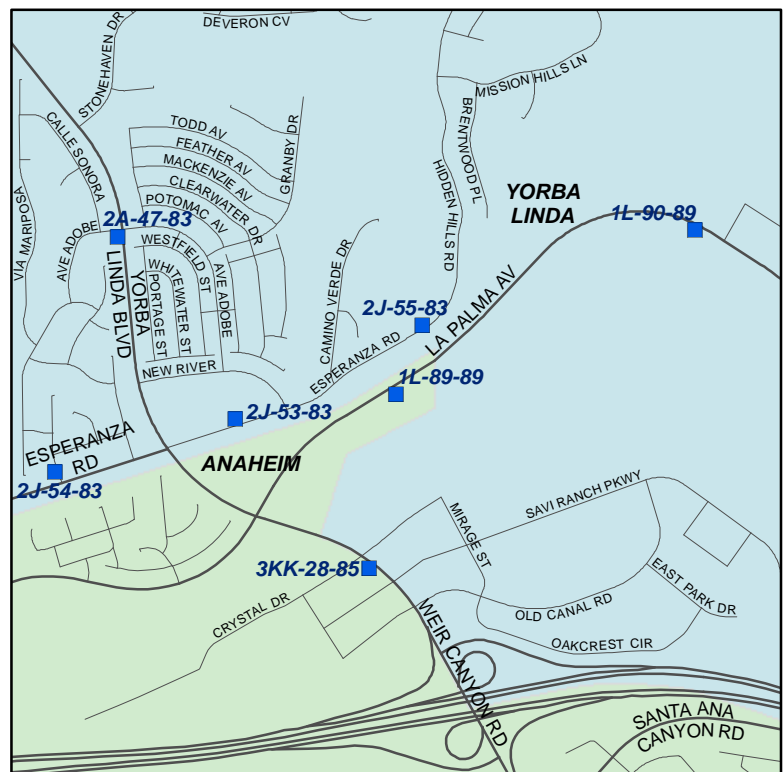 DEVERON CV
STONEHAVEN DR
MISSION HILLS LN
CALLE SONORA
TODD AV
FEATHER AV
MACKENZIE AV
CLEARWATER DR
POTOMAC AV
GRANBY DR
BRENTWOOD PL
HIDDEN HILLS RD
YORBA
LINDA
1L-90-89
VIA MARIPOSA
AVE ADOBE
2A-47-83
WESTFIELD ST
WHITEWATER ST
PORTAGE ST
AVE ADOBE
YORBA
LINDA BLVD
CAMINO VERDE DR
2J-55-83
LA PALMA AV
ESPERANZA RD
NEW RIVER
1L-89-89
2J-53-83
ESPERANZA
RD
ANAHEIM
2J-54-83
MIRAGE ST
SAVI RANCH PKWY
3KK-28-85
CRYSTAL DR
WEIR CANYON RD
OLD CANAL RD
EAST PARK DR
OAKCREST CIR
SANTA ANA
CANYON RD